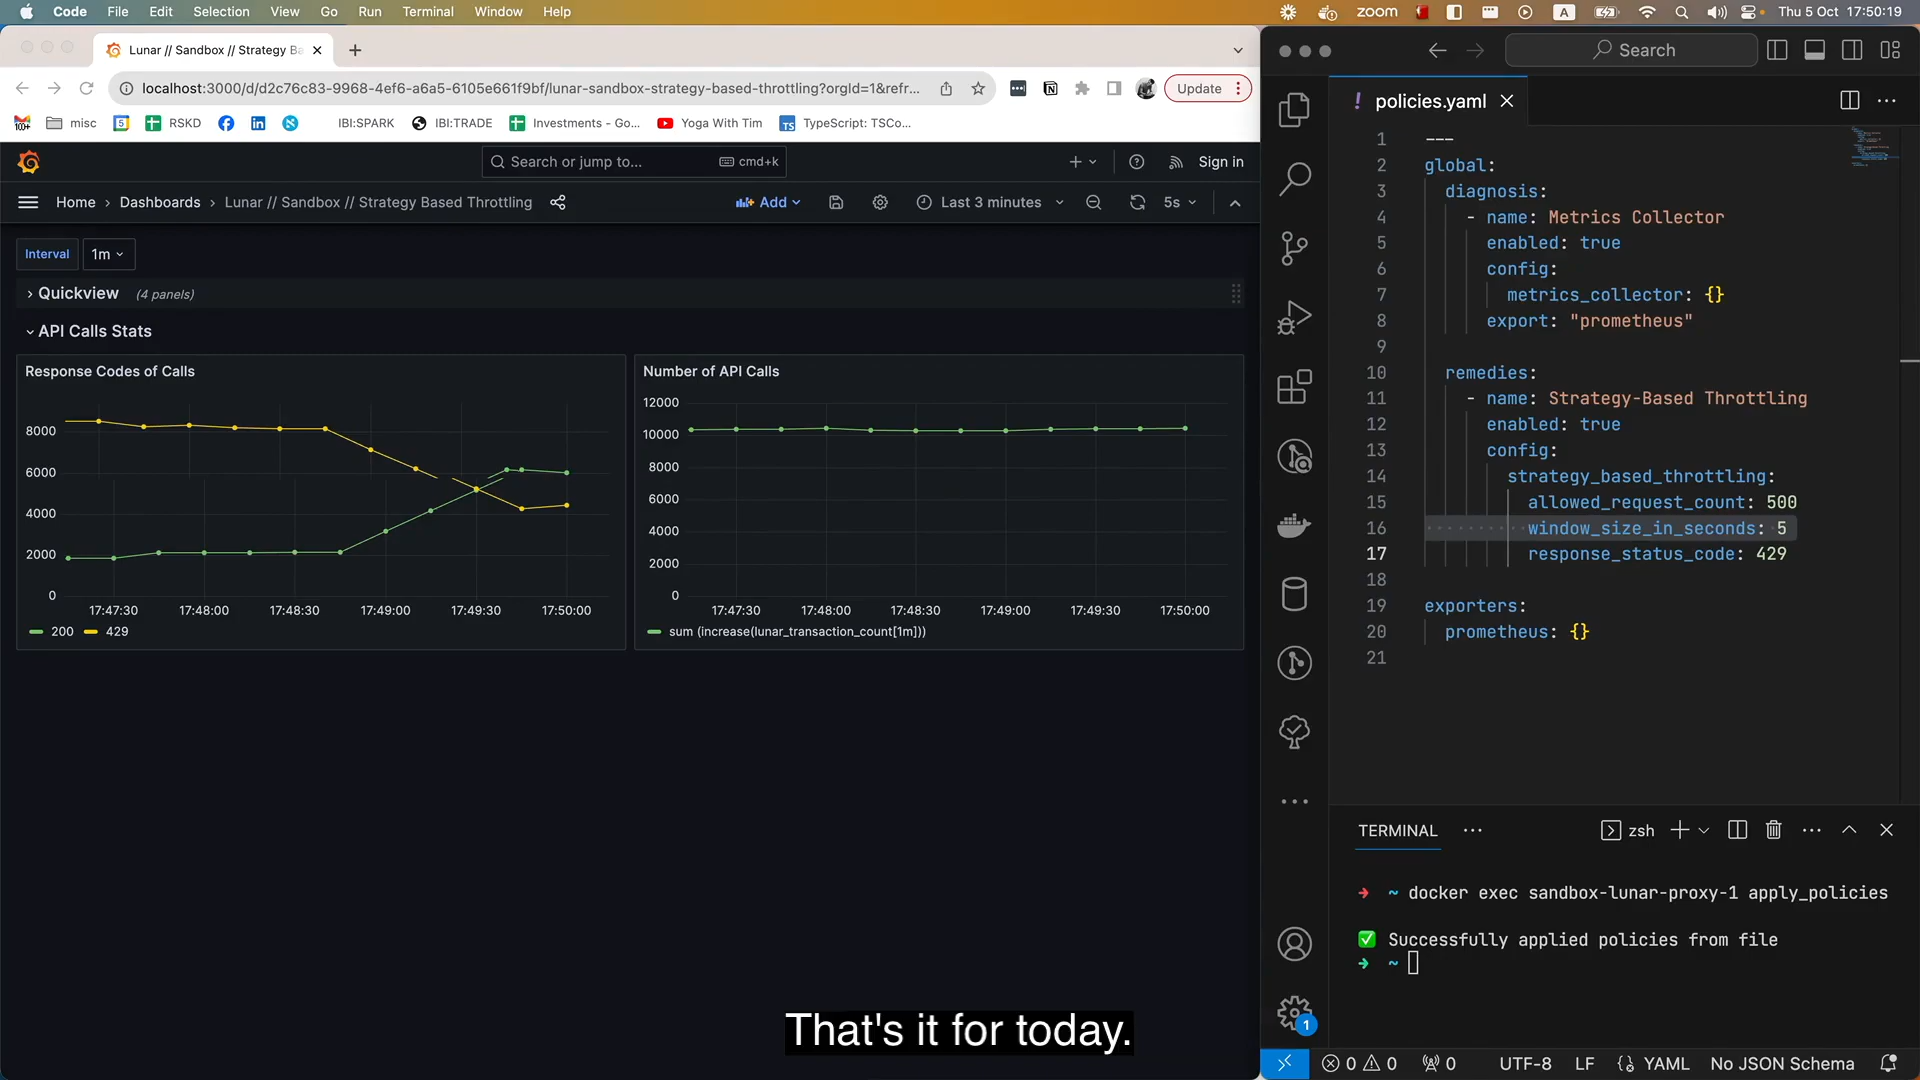 Code File Edit Selection View Go Run Terminal Window Help
zoom A Thu 5 Oct 17:50:19
Lunar // Sandbox // Strategy Ba
localhost:3000/d/d2c76c83-9968-4ef6-a6a5-6105e661f9bf/lunar-sandbox-strategy-based-throttling?orgId=1&refr...
Update
misc RSKD IBI:SPARK IBI:TRADE Investments - Go... Yoga With Tim TypeScript: TSCo...
Search or jump to... cmd+k
Sign in
Home › Dashboards › Lunar // Sandbox // Strategy Based Throttling
Add Last 3 minutes 5s
Interval 1m
Quickview (4 panels)
API Calls Stats
Response Codes of Calls
8000
6000
4000
2000
0
17:47:30 17:48:00 17:48:30 17:49:00 17:49:30 17:50:00
200 429
Number of API Calls
12000
10000
8000
6000
4000
2000
0
17:47:30 17:48:00 17:48:30 17:49:00 17:49:30 17:50:00
sum (increase(lunar_transaction_count[1m]))
Search
! policies.yaml
1 ---
2 global:
3 diagnosis:
4 - name: Metrics Collector
5 enabled: true
6 config:
7 metrics_collector: {}
8 export: "prometheus"
9
10 remedies:
11 - name: Strategy-Based Throttling
12 enabled: true
13 config:
14 strategy_based_throttling:
15 allowed_request_count: 500
16 window_size_in_seconds: 5
17 response_status_code: 429
18
19 exporters:
20 prometheus: {}
21
TERMINAL zsh
~ docker exec sandbox-lunar-proxy-1 apply_policies
Successfully applied policies from file
~
1
0 0 0 UTF-8 LF YAML No JSON Schema
That's it for today.